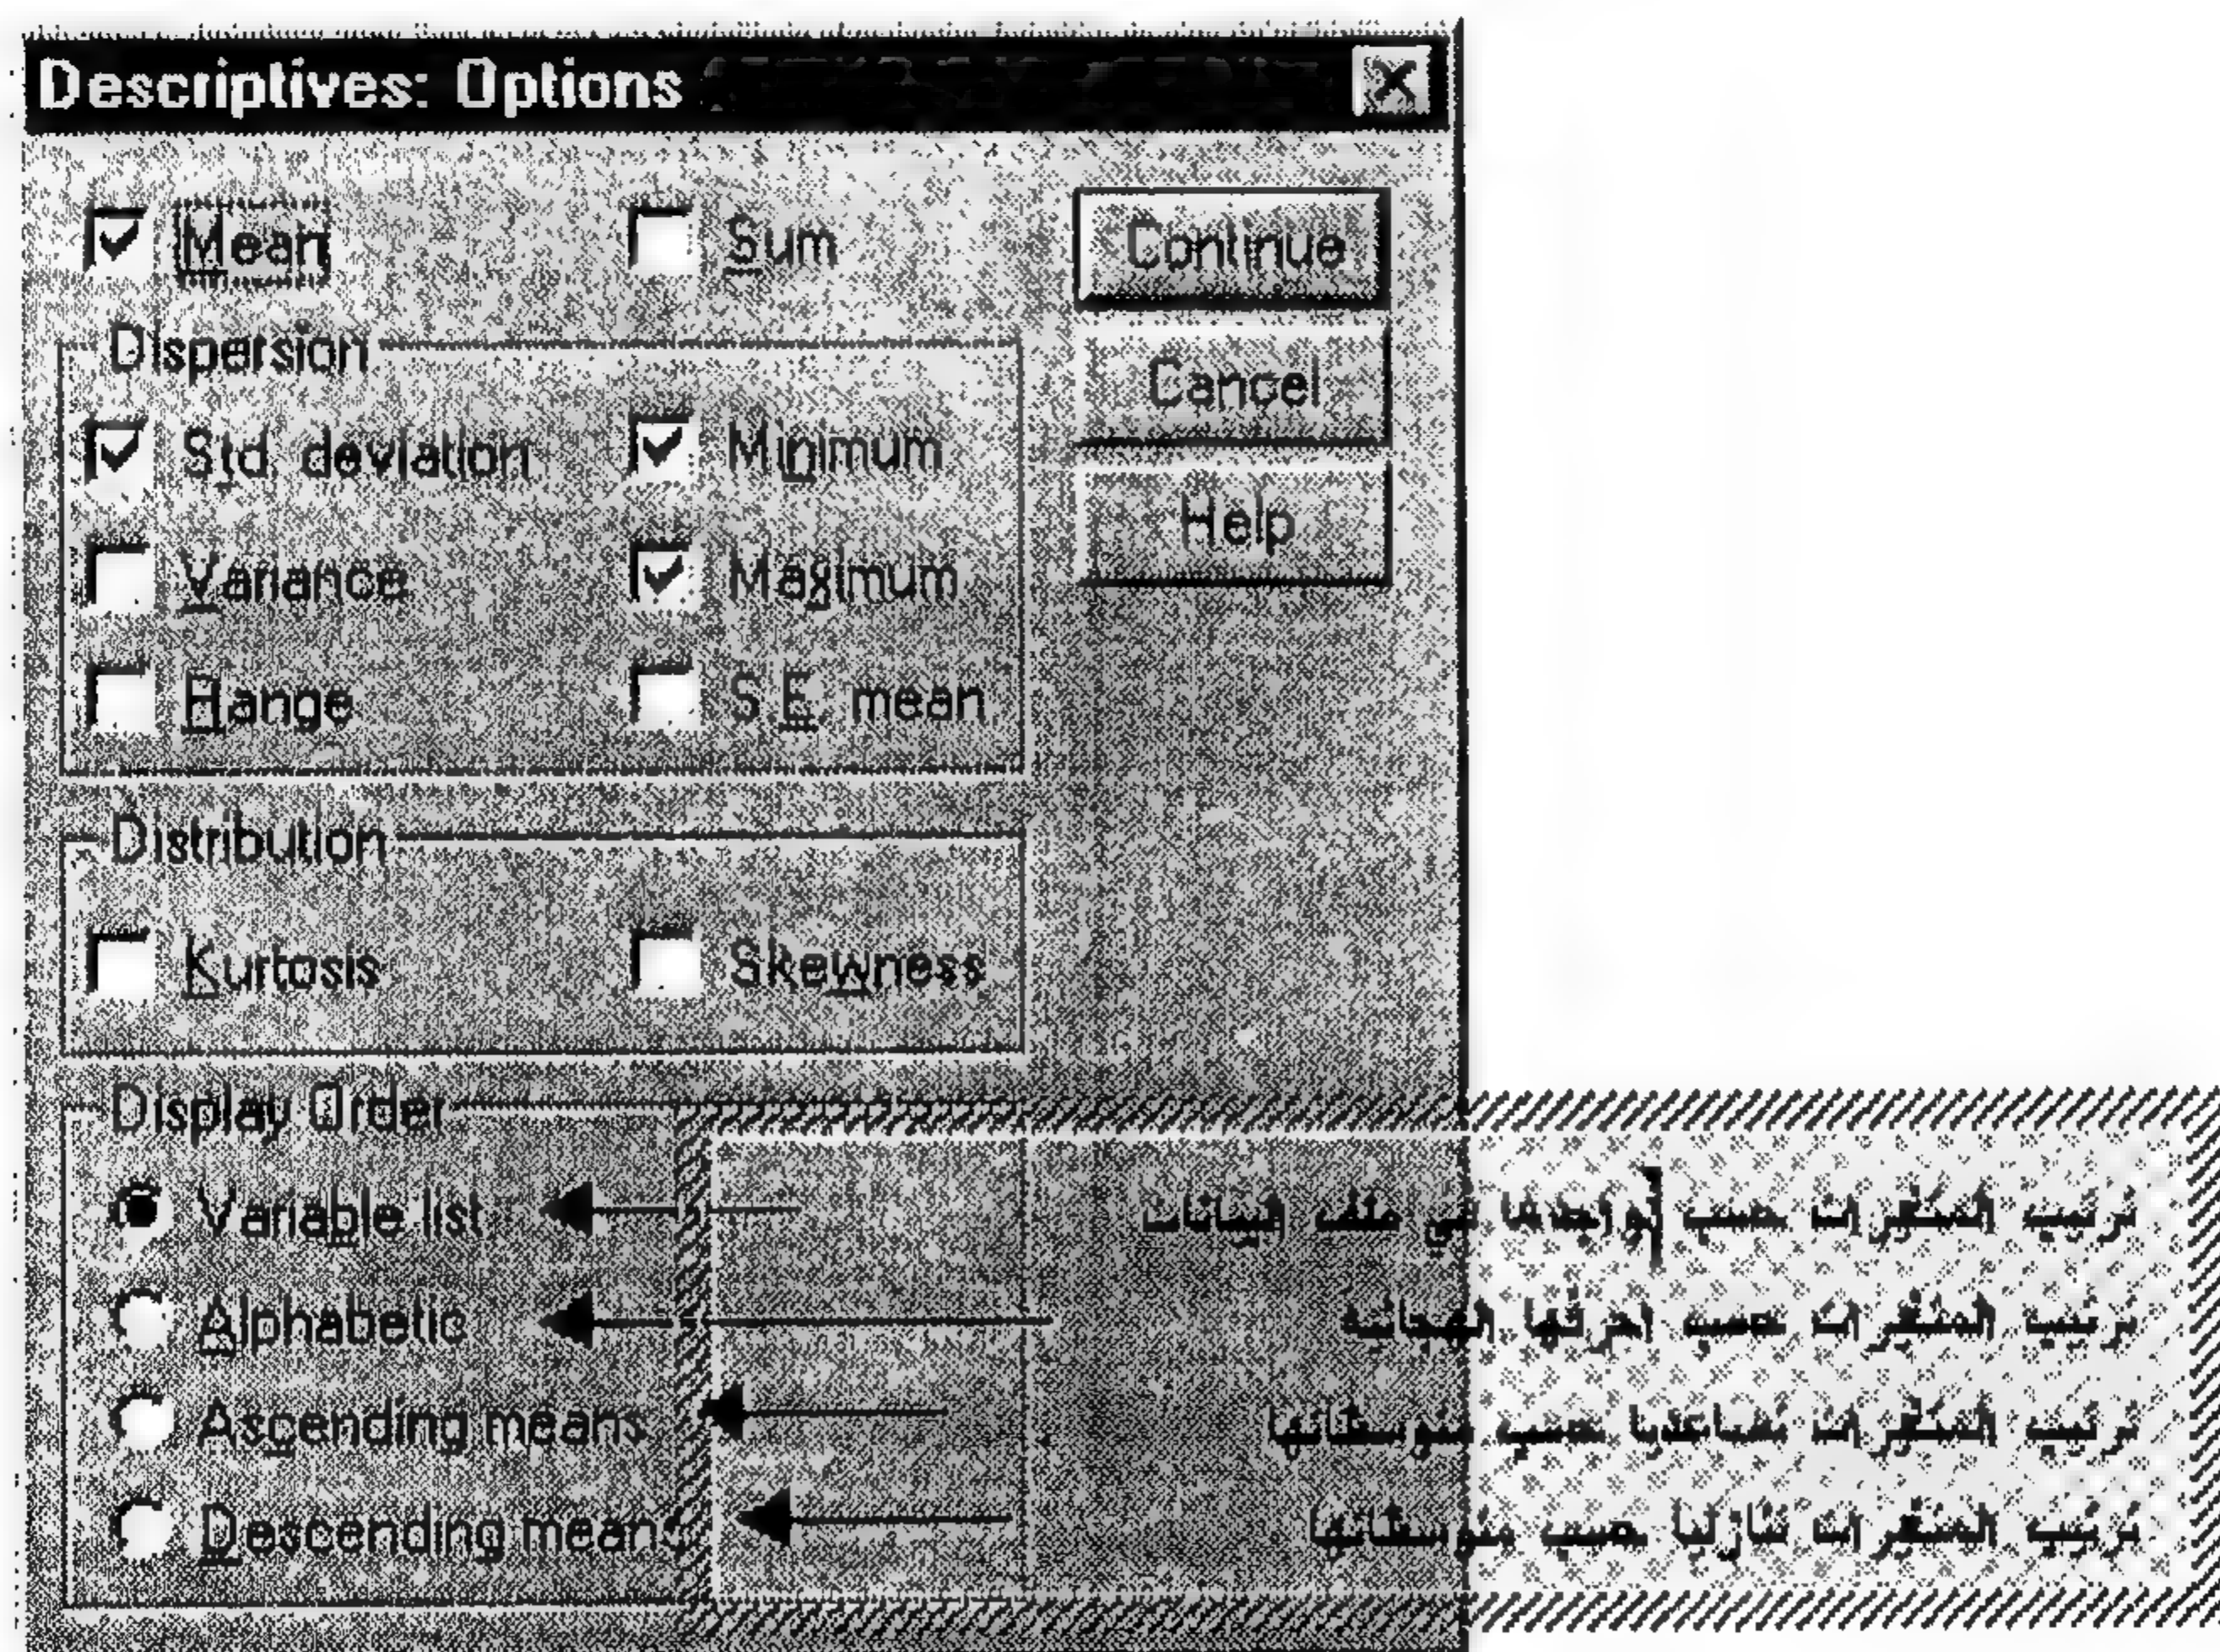 Descriptives: Options
Mean Sum Continue
Cancel
Help
Dispersion
Std. deviation Minimum
Variance Maximum
Range S.E. mean
Distribution
Kurtosis Skewness
Display Order
Variable list ترتيب المتغيرات حسب تواجدها في ملف البيانات
Alphabetic ترتيب المتغيرات حسب احرفها الهجائية
Ascending means ترتيب المتغيرات تصاعديا حسب متوسطاتها
Descending means ترتيب المتغيرات تنازليا حسب متوسطاتها